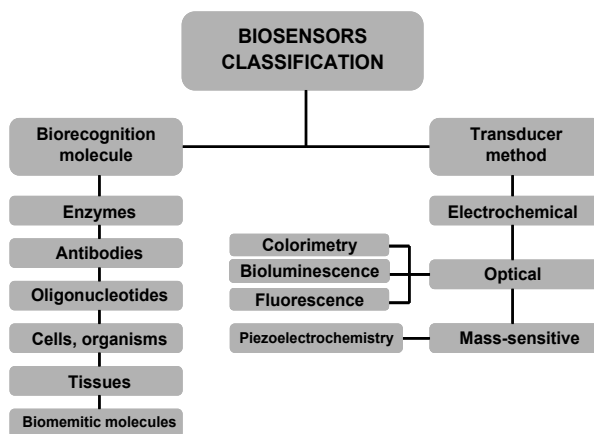 BIOSENSORS
CLASSIFICATION
Biorecognition
molecule
Enzymes
Antibodies
Oligonucleotides
Cells, organisms
Tissues
Biomemitic molecules
Transducer
method
Electrochemical
Optical
Colorimetry
Bioluminescence
Fluorescence
Mass-sensitive
Piezoelectrochemistry